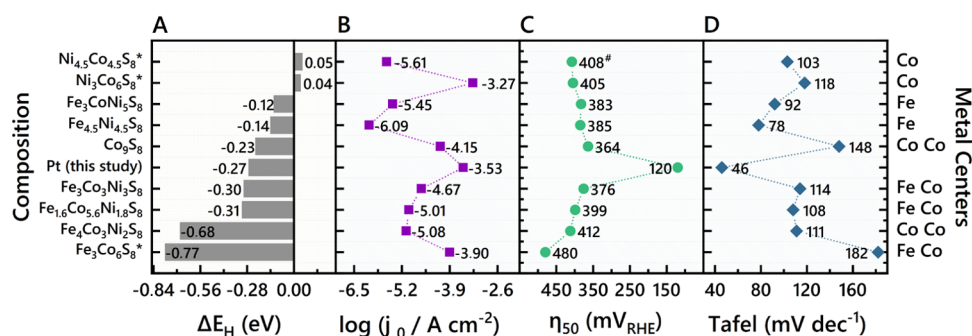 A B C D
Composition
Metal Centers
Ni4.5Co4.5S8* 0.05 -5.61 408# 103 Co
Ni3Co6S8* 0.04 -3.27 405 118 Co
Fe3CoNi5S8 -0.12 -5.45 383 92 Fe
Fe4.5Ni4.5S8 -0.14 -6.09 385 78 Fe
Co9S8 -0.23 -4.15 364 148 Co Co
Pt (this study) -0.27 -3.53 120 46
Fe3Co3Ni3S8 -0.30 -4.67 376 114 Fe Co
Fe1.6Co5.6Ni1.8S8 -0.31 -5.01 399 108 Fe Co
Fe4Co3Ni2S8 -0.68 -5.08 412 111 Co Co
Fe3Co6S8* -0.77 -3.90 480 182 Fe Co
-0.84 -0.56 -0.28 0.00 -6.5 -5.2 -3.9 -2.6 450 350 250 150 40 80 120 160
ΔEH (eV) log (j 0 / A cm-2) η50 (mVRHE) Tafel (mV dec-1)